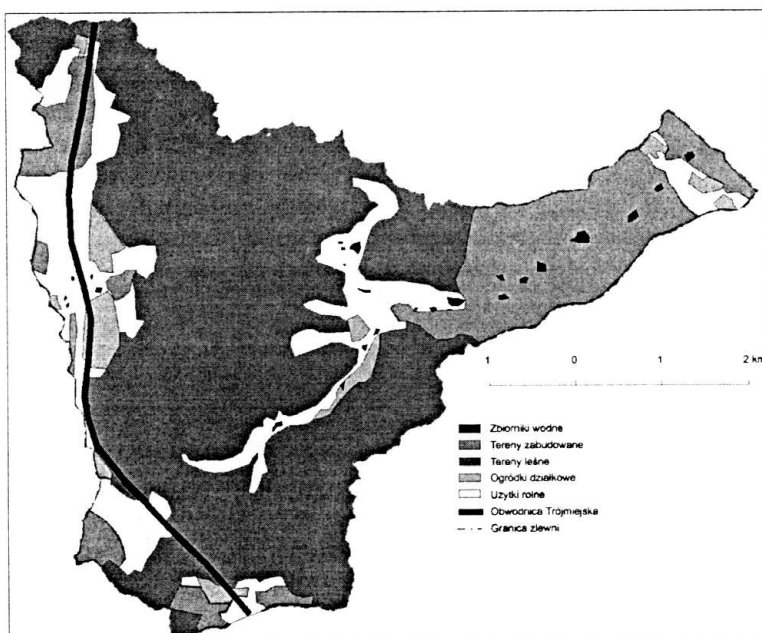 1 0 1 2 km
Zbiorniki wodne
Tereny zabudowane
Tereny leśne
Ogródki działkowe
Użytki rolne
Obwodnica Trójmiejska
Granica zlewni